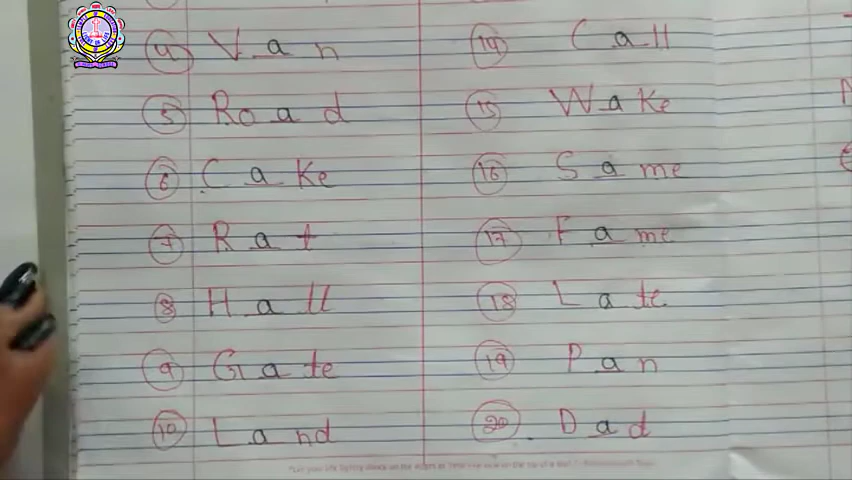 4 Van
5 Road
6 Cake
7 Rat
8 Hall
9 Gate
10 Land
14 Call
15 Wake
16 Same
17 Fame
18 Late
19 Pan
20 Dad